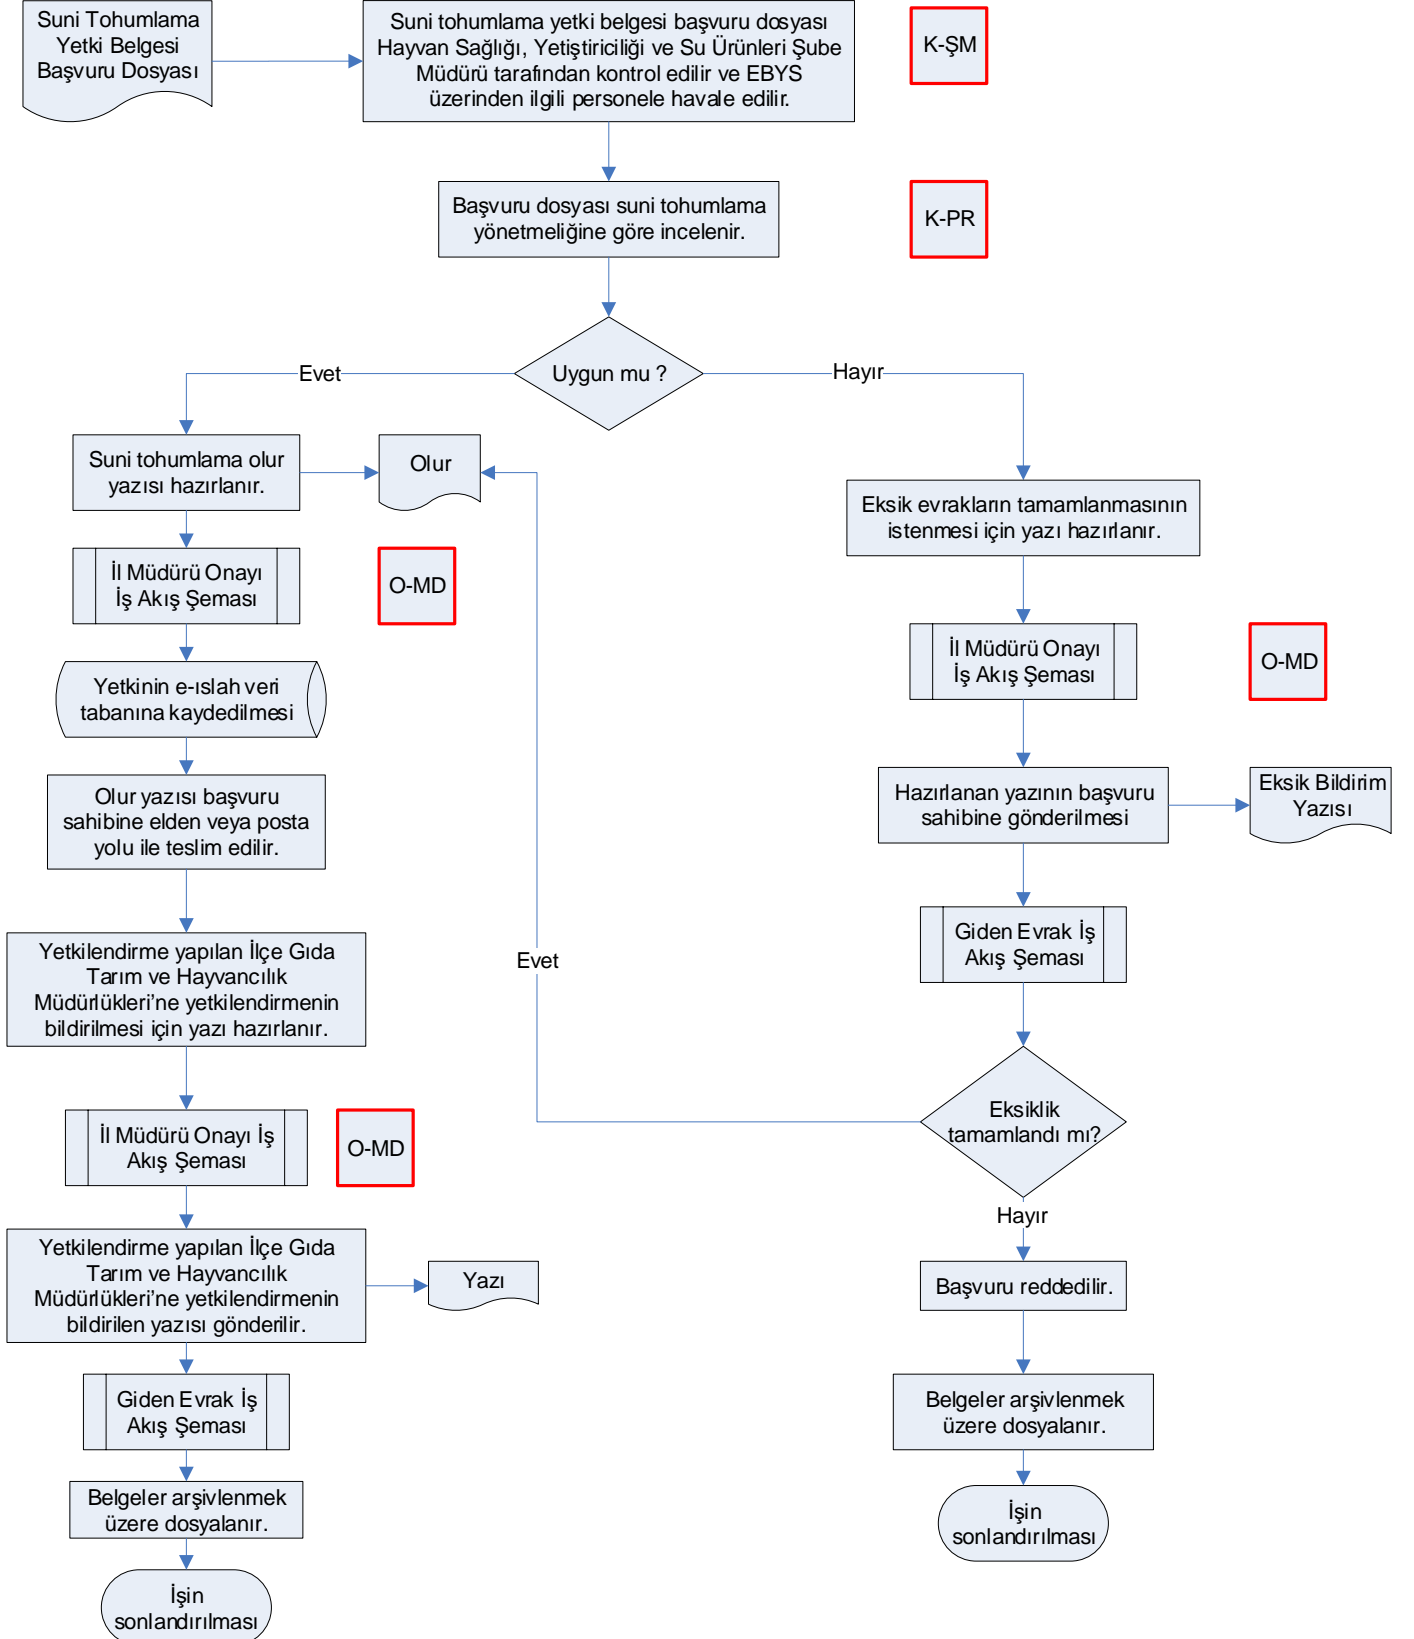 Suni Tohumlama
Yetki Belgesi
Başvuru Dosyası
Suni tohumlama yetki belgesi başvuru dosyası
Hayvan Sağlığı, Yetiştiriciliği ve Su Ürünleri Şube
Müdürü tarafından kontrol edilir ve EBYS
üzerinden ilgili personele havale edilir.
K-ŞM
Başvuru dosyası suni tohumlama
yönetmeliğine göre incelenir.
K-PR
Uygun mu ?
Evet
Hayır
Suni tohumlama olur
yazısı hazırlanır.
Olur
İl Müdürü Onayı
İş Akış Şeması
O-MD
Yetkinin e-ıslah veri
tabanına kaydedilmesi
Olur yazısı başvuru
sahibine elden veya posta
yolu ile teslim edilir.
Yetkilendirme yapılan İlçe Gıda
Tarım ve Hayvancılık
Müdürlükleri’ne yetkilendirmenin
bildirilmesi için yazı hazırlanır.
İl Müdürü Onayı İş
Akış Şeması
O-MD
Yetkilendirme yapılan İlçe Gıda
Tarım ve Hayvancılık
Müdürlükleri’ne yetkilendirmenin
bildirilen yazısı gönderilir.
Yazı
Giden Evrak İş
Akış Şeması
Belgeler arşivlenmek
üzere dosyalanır.
İşin
sonlandırılması
Eksik evrakların tamamlanmasının
istenmesi için yazı hazırlanır.
İl Müdürü Onayı
İş Akış Şeması
O-MD
Hazırlanan yazının başvuru
sahibine gönderilmesi
Eksik Bildirim
Yazısı
Giden Evrak İş
Akış Şeması
Evet
Eksiklik
tamamlandı mı?
Hayır
Başvuru reddedilir.
Belgeler arşivlenmek
üzere dosyalanır.
İşin
sonlandırılması